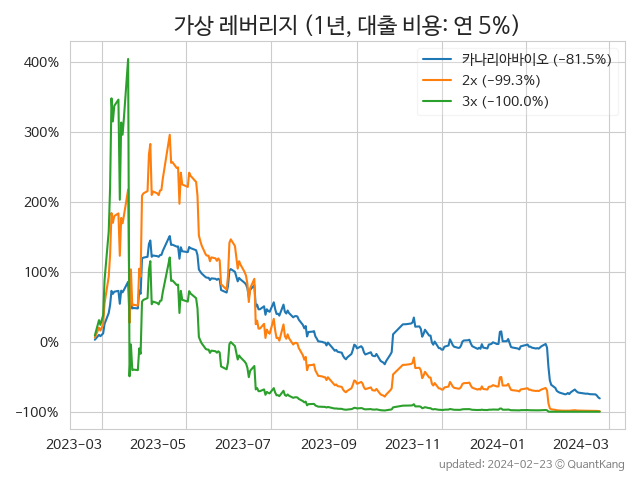 가상 레버리지 (1년, 대출 비용: 연 5%)
카나리아바이오 (−81.5%)
2x (−99.3%)
3x (−100.0%)
400%
300%
200%
100%
0%
−100%
2023-03 2023-05 2023-07 2023-09 2023-11 2024-01 2024-03
updated: 2024-02-23 © QuantKang